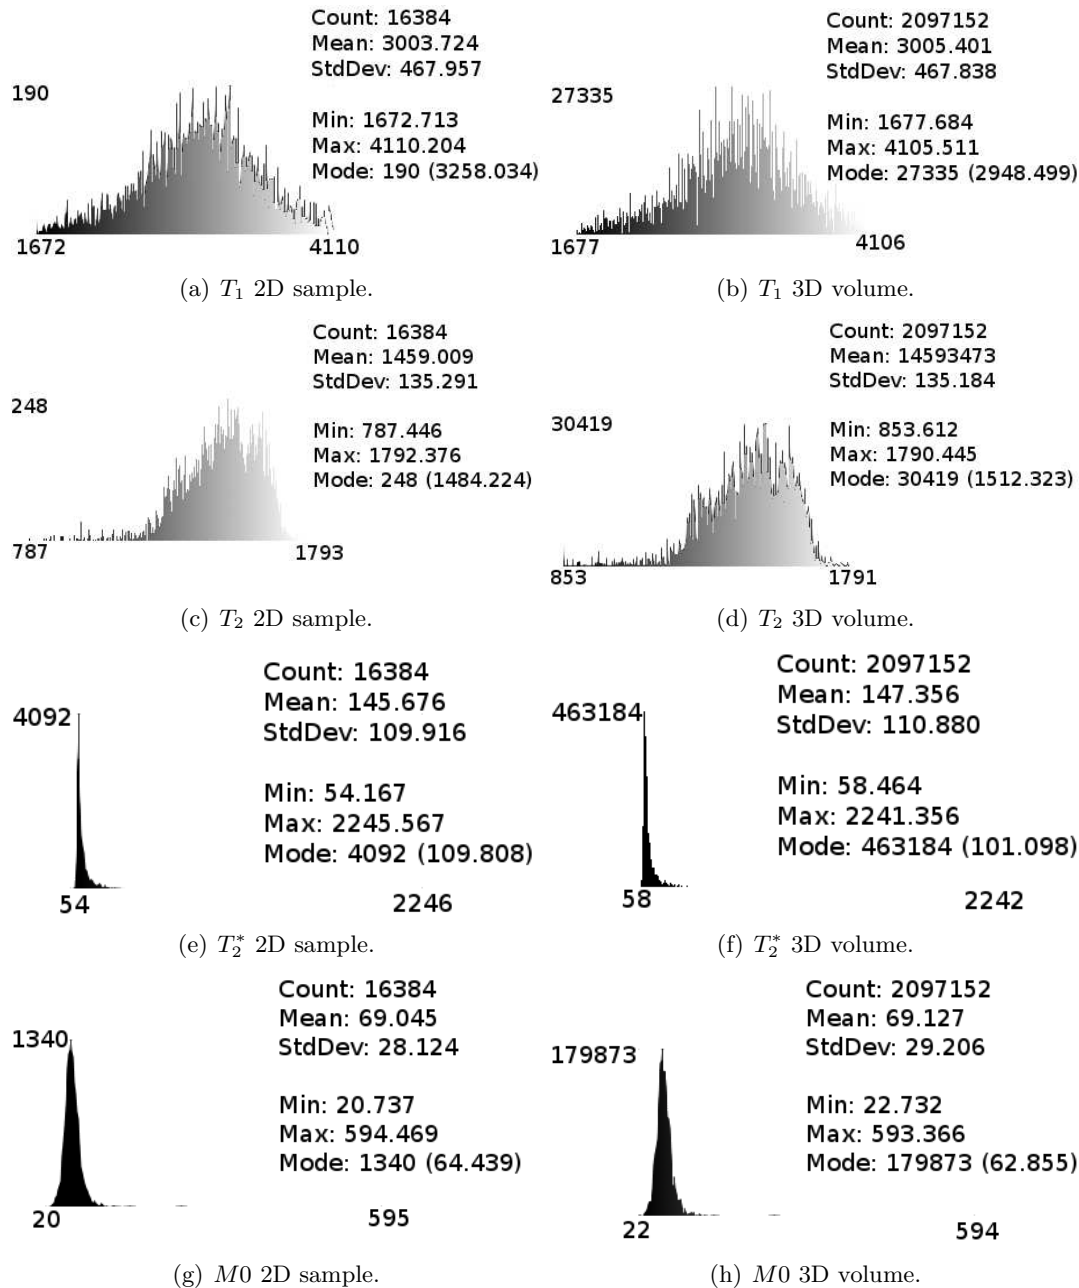 Count: 16384
Mean: 3003.724
StdDev: 467.957
190
Min: 1672.713
Max: 4110.204
Mode: 190 (3258.034)
1672
4110
(a) T₁ 2D sample.
Count: 2097152
Mean: 3005.401
StdDev: 467.838
27335
Min: 1677.684
Max: 4105.511
Mode: 27335 (2948.499)
1677
4106
(b) T₁ 3D volume.
Count: 16384
Mean: 1459.009
StdDev: 135.291
248
Min: 787.446
Max: 1792.376
Mode: 248 (1484.224)
787
1793
(c) T₂ 2D sample.
Count: 2097152
Mean: 14593473
StdDev: 135.184
30419
Min: 853.612
Max: 1790.445
Mode: 30419 (1512.323)
853
1791
(d) T₂ 3D volume.
Count: 16384
Mean: 145.676
StdDev: 109.916
4092
Min: 54.167
Max: 2245.567
Mode: 4092 (109.808)
54
2246
(e) T₂* 2D sample.
Count: 2097152
Mean: 147.356
StdDev: 110.880
463184
Min: 58.464
Max: 2241.356
Mode: 463184 (101.098)
58
2242
(f) T₂* 3D volume.
Count: 16384
Mean: 69.045
StdDev: 28.124
1340
Min: 20.737
Max: 594.469
Mode: 1340 (64.439)
20
595
(g) M0 2D sample.
Count: 2097152
Mean: 69.127
StdDev: 29.206
179873
Min: 22.732
Max: 593.366
Mode: 179873 (62.855)
22
594
(h) M0 3D volume.